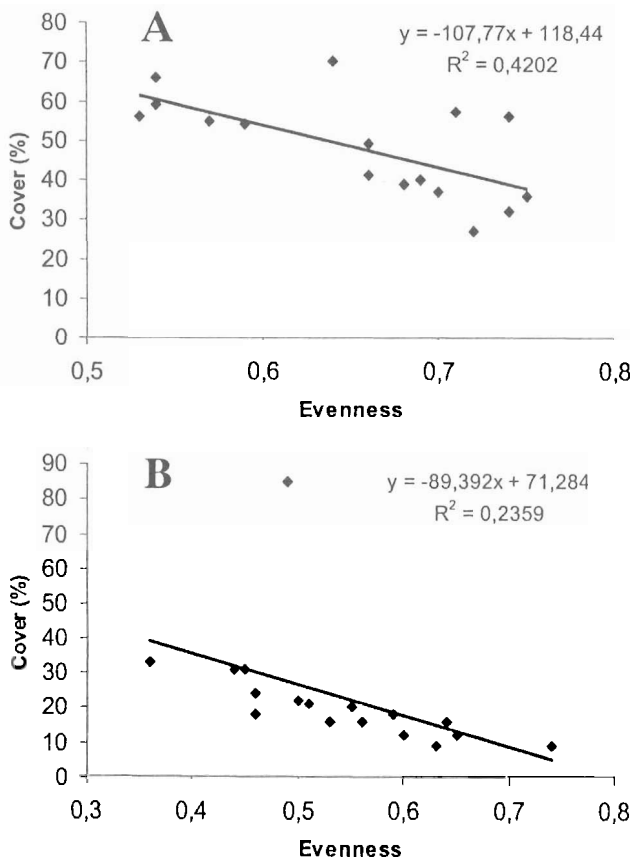 A
y = -107,77x + 118,44
R² = 0,4202
80
70
60
50
40
30
20
10
0
Cover (%)
0,5 0,6 0,7 0,8
Evenness
B
y = -89,392x + 71,284
R² = 0,2359
90
80
70
60
50
40
30
20
10
0
Cover (%)
0,3 0,4 0,5 0,6 0,7 0,8
Evenness